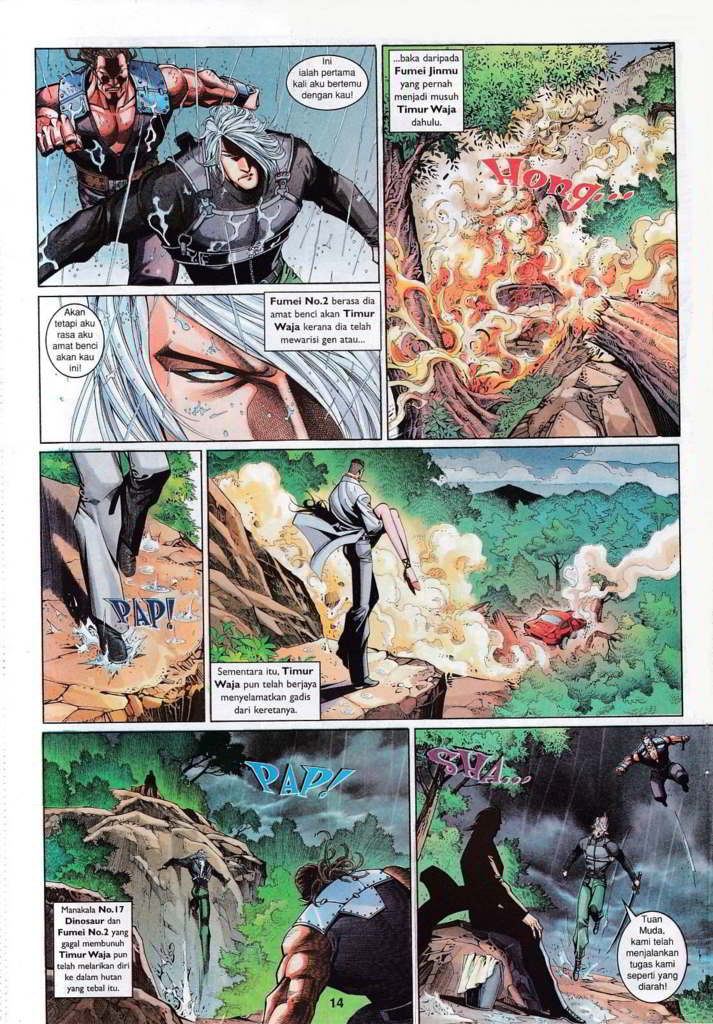 Ini
ialah pertama
kali aku bertemu
dengan kau!
...baka daripada
Fumei Jinmu
yang pernah
menjadi musuh
Timur Waja
dahulu.
Hong...
Akan
tetapi aku
rasa aku
amat benci
akan kau
ini!
Fumei No.2 berasa dia
amat benci akan Timur
Waja kerana dia telah
mewarisi gen atau...
PAP!
Sementara itu, Timur
Waja pun telah berjaya
menyelamatkan gadis
dari keretanya.
PAP!
Manakala No.17
Dinosaur dan
Fumei No.2 yang
gagal membunuh
Timur Waja pun
telah melarikan diri
ke dalam hutan
yang tebal itu.
SHA...
Tuan
Muda,
kami telah
menjalankan
tugas kami
seperti yang
diarah!
14